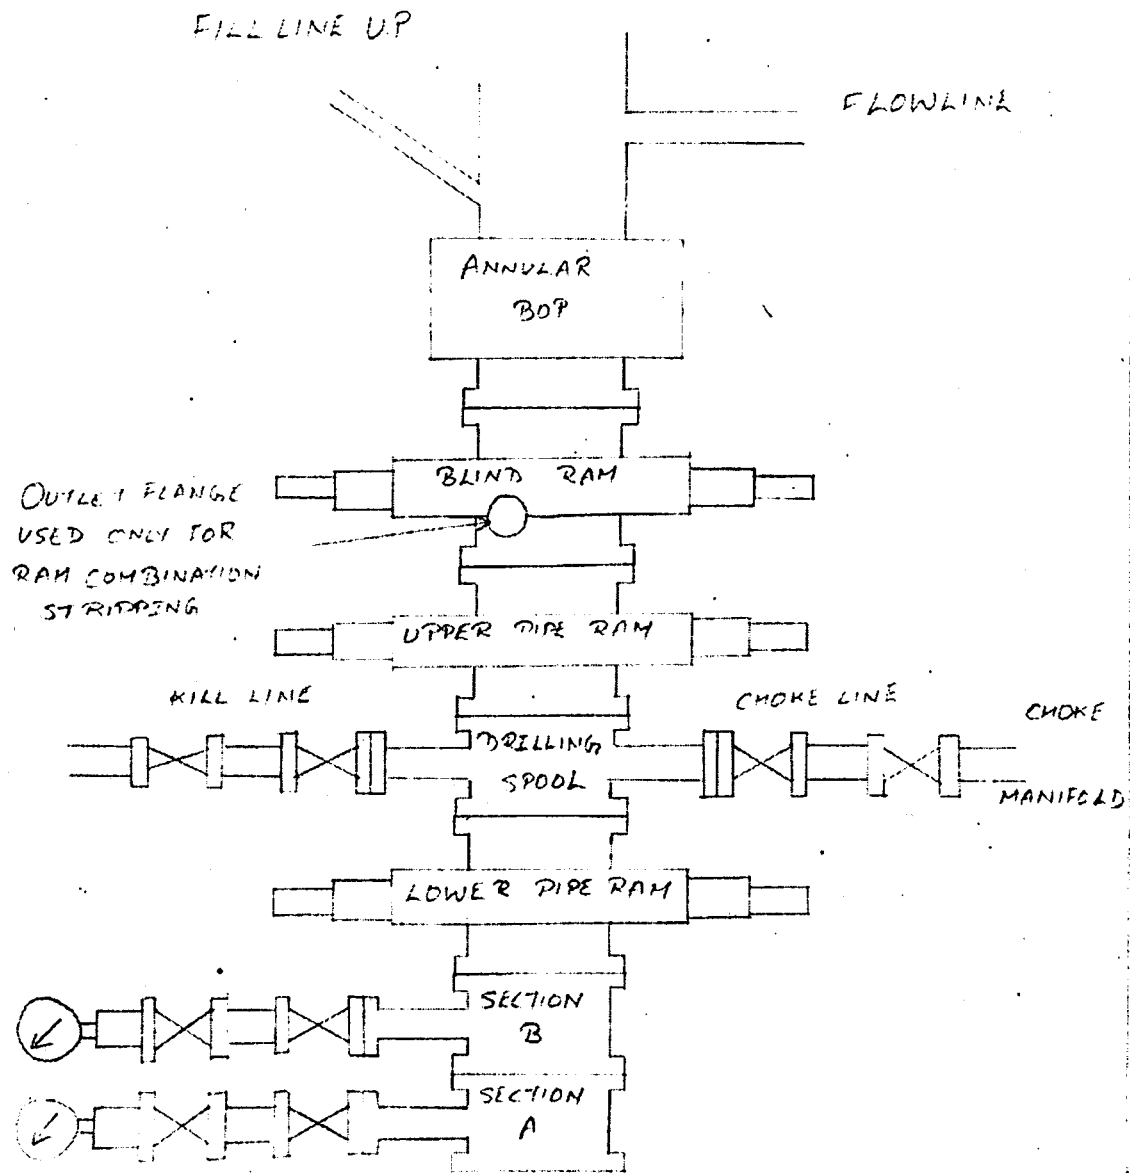 FILL LINE UP
FLOWLINE
ANNULAR
BOP
BLIND RAM
OUTLET FLANGE
USED ONLY FOR
RAM COMBINATION
STRIPPING
UPPER PIPE RAM
KILL LINE
CHOKE LINE
CHOKE
MANIFOLD
DRILLING
SPOOL
LOWER PIPE RAM
SECTION
B
SECTION
A